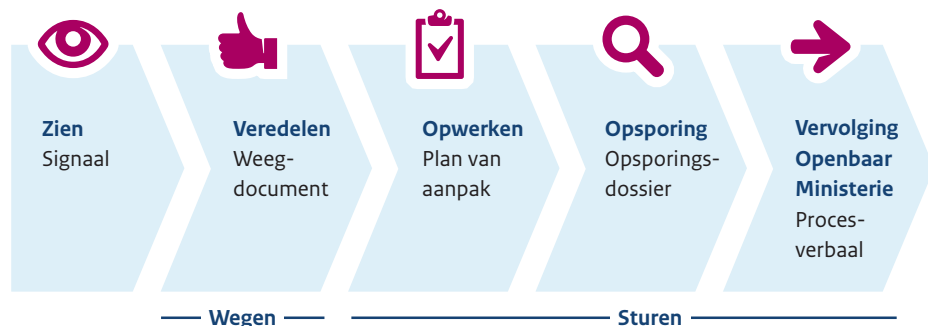 Zien
Signaal
Veredelen
Weeg-
document
Opwerken
Plan van
aanpak
Opsporing
Opsporings-
dossier
Vervolging
Openbaar
Ministerie
Proces-
verbaal
Wegen
Sturen